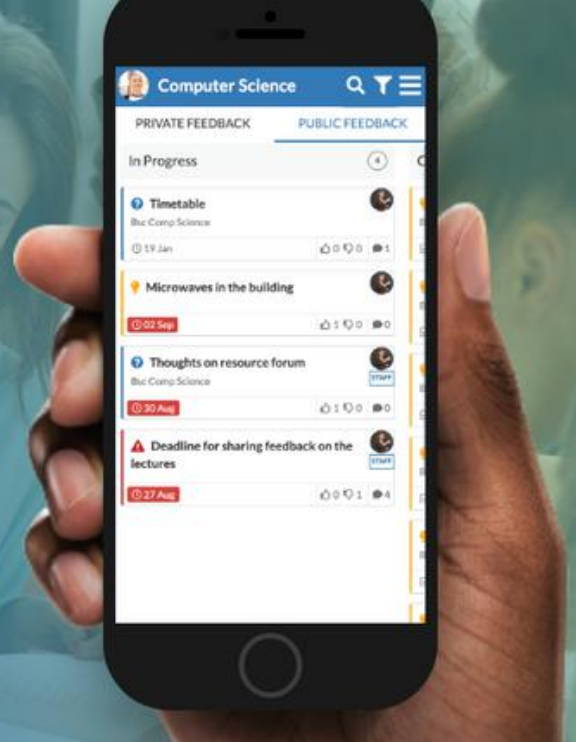 Computer Science
PRIVATE FEEDBACK
PUBLIC FEEDBACK
In Progress
4
Timetable
Bsc Comp Science
19 Jan
0
0
1
Microwaves in the building
02 Sep
1
0
0
Thoughts on resource forum
Bsc Comp Science
STAFF
30 Aug
1
0
0
Deadline for sharing feedback on the
lectures
STAFF
27 Aug
0
1
4